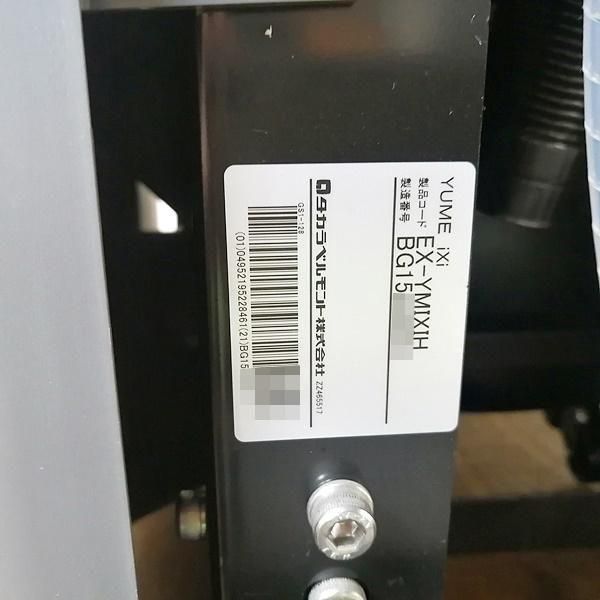 YUME iXi
製品コード EX-YMIXIH
製造番号 BG15
タカラベルモント株式会社 ZZ465517
GS1-128
(01)04952195228461(21)BG15